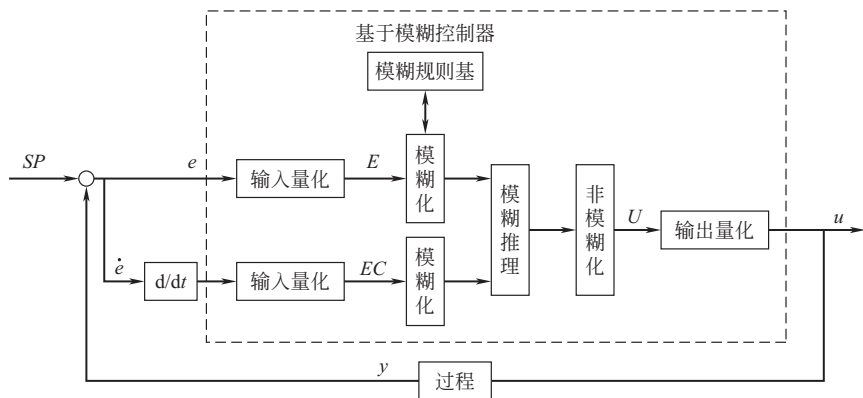 基于模糊控制器
模糊规则基
SP
e
输入量化
E
模糊化
模糊推理
非模糊化
U
输出量化
u
ė
d/dt
输入量化
EC
模糊化
y
过程